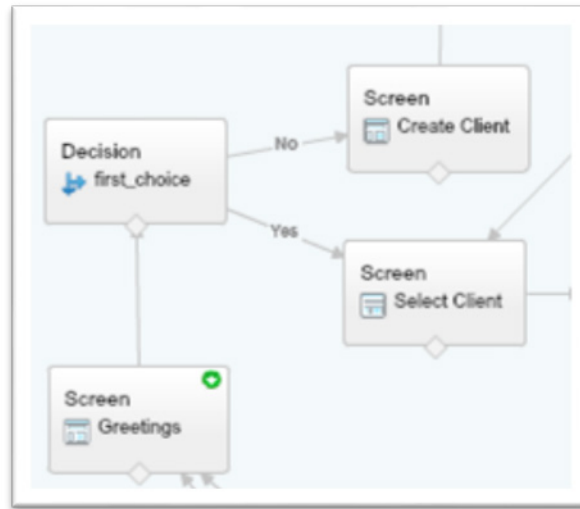 Screen
Create Client
Decision
first_choice
No
Yes
Screen
Select Client
Screen
Greetings